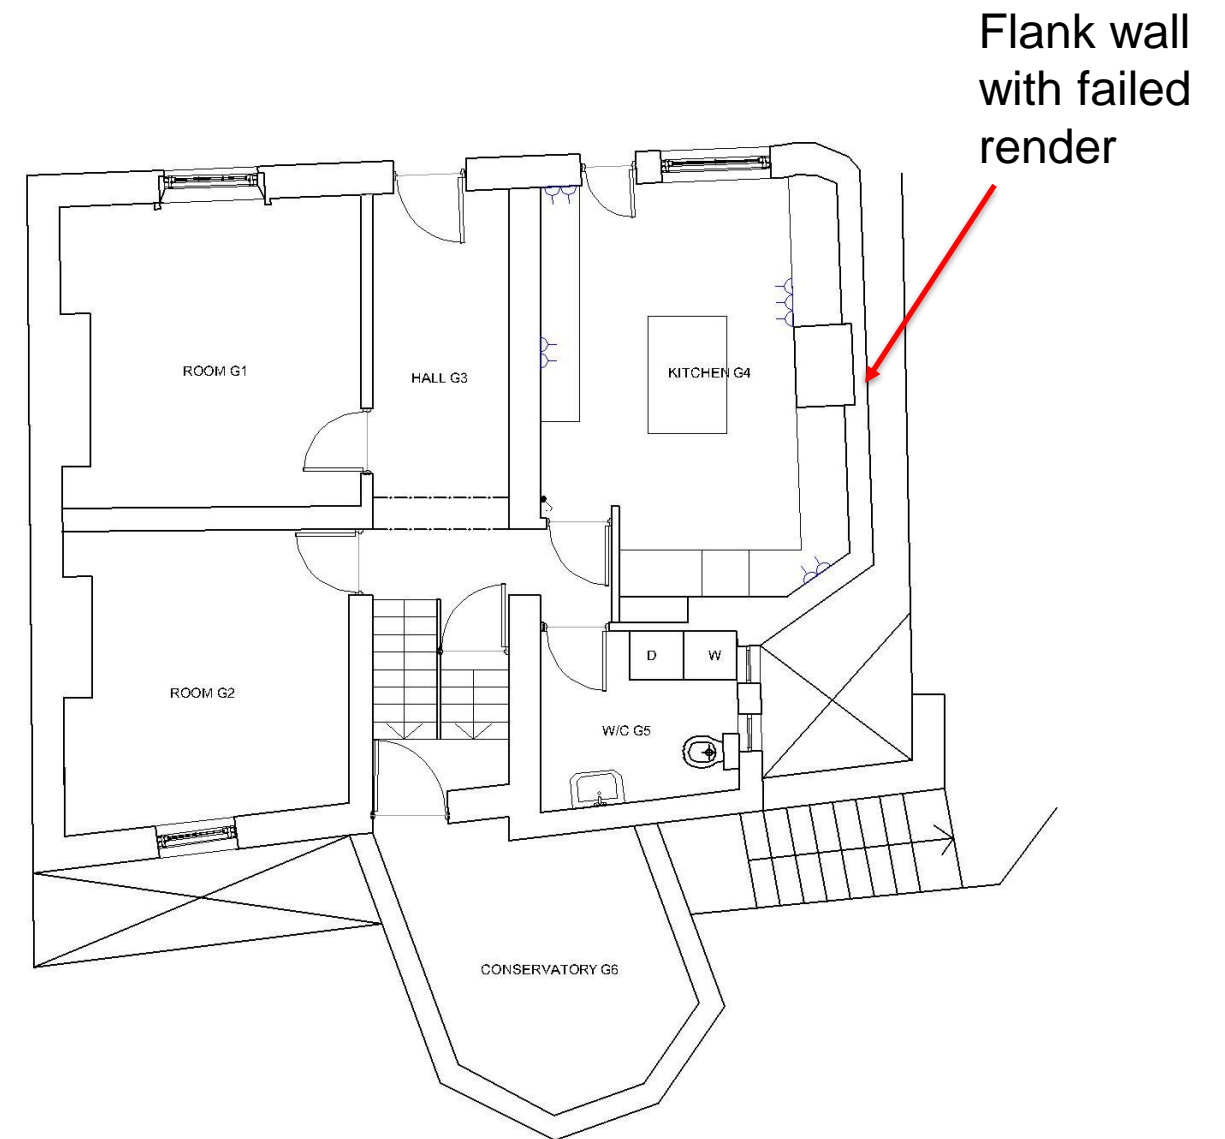 Flank wall
with failed
render
ROOM G1
HALL G3
KITCHEN G4
D
W
ROOM G2
W/C G5
CONSERVATORY G6